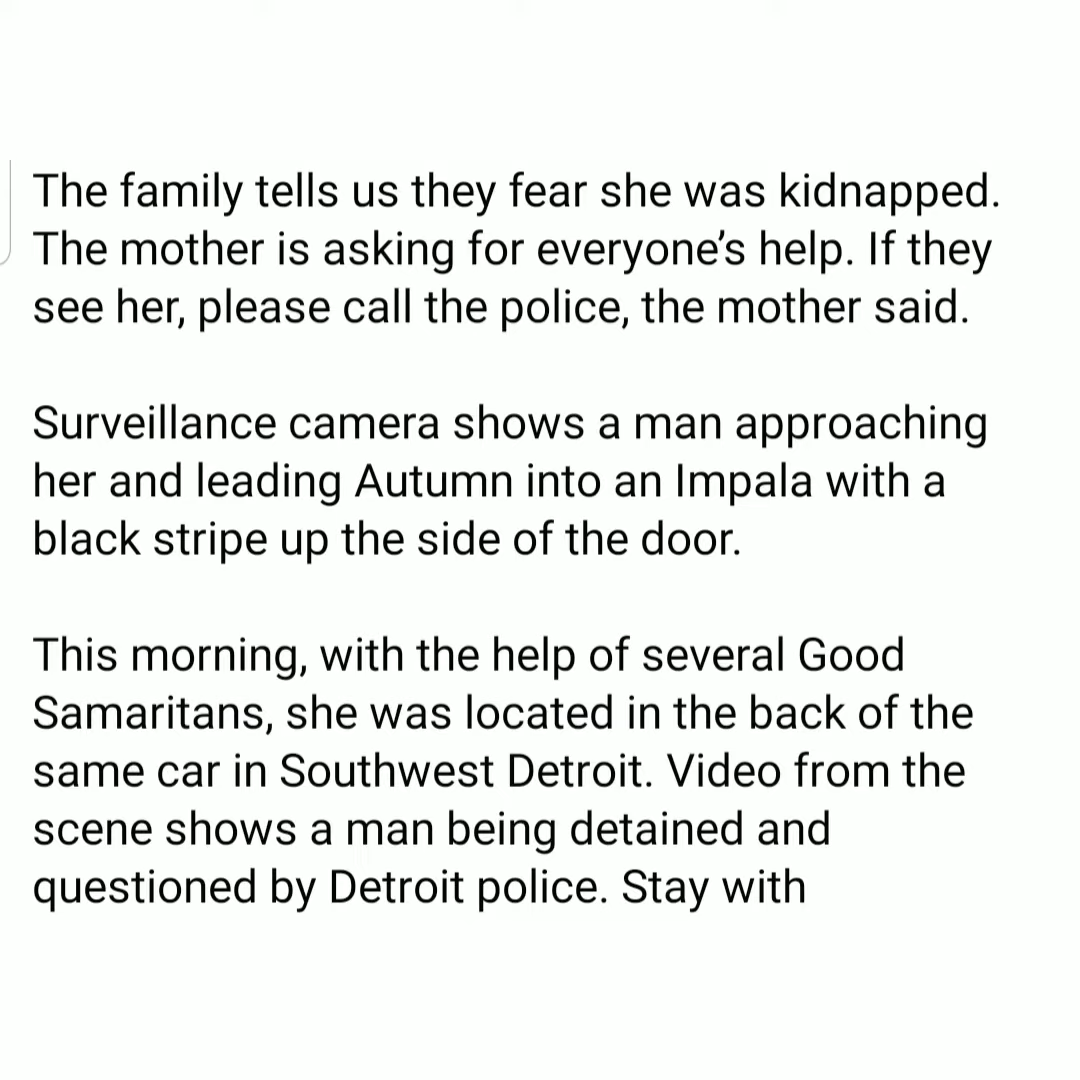 The family tells us they fear she was kidnapped.
The mother is asking for everyone’s help. If they
see her, please call the police, the mother said.
Surveillance camera shows a man approaching
her and leading Autumn into an Impala with a
black stripe up the side of the door.
This morning, with the help of several Good
Samaritans, she was located in the back of the
same car in Southwest Detroit. Video from the
scene shows a man being detained and
questioned by Detroit police. Stay with